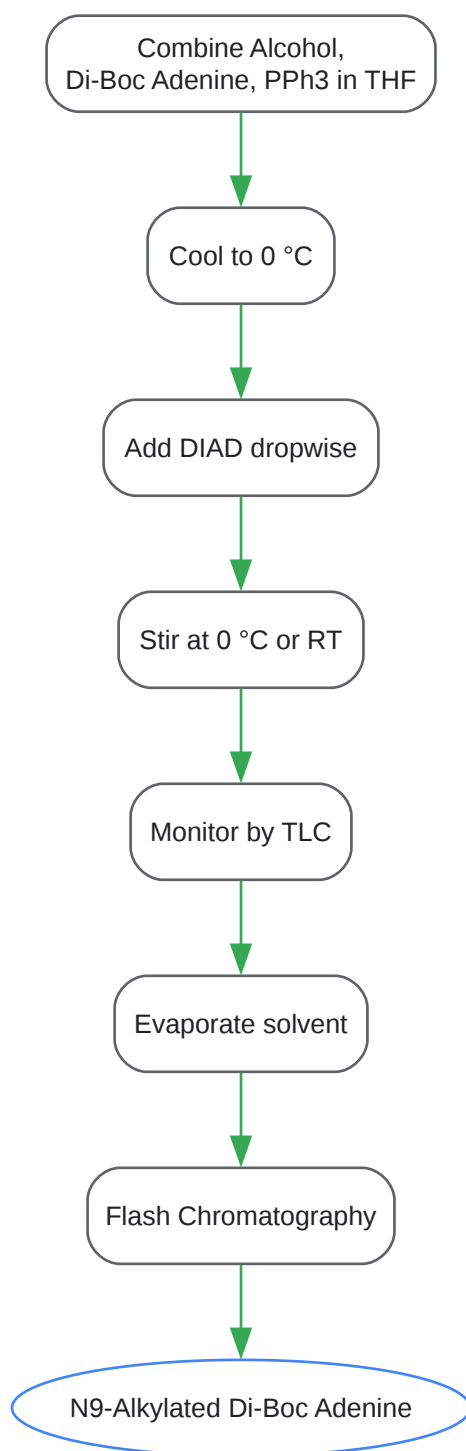 Combine Alcohol,
Di-Boc Adenine, PPh3 in THF
Cool to 0 °C
Add DIAD dropwise
Stir at 0 °C or RT
Monitor by TLC
Evaporate solvent
Flash Chromatography
N9-Alkylated Di-Boc Adenine